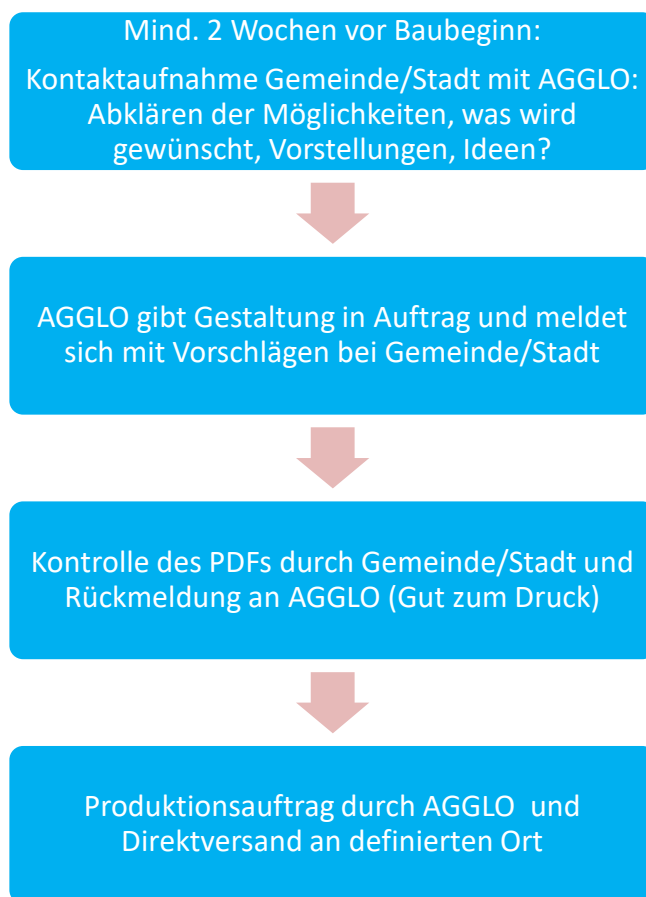 Mind. 2 Wochen vor Baubeginn:
Kontaktaufnahme Gemeinde/Stadt mit AGGLO:
Abklären der Möglichkeiten, was wird
gewünscht, Vorstellungen, Ideen?
AGGLO gibt Gestaltung in Auftrag und meldet
sich mit Vorschlägen bei Gemeinde/Stadt
Kontrolle des PDFs durch Gemeinde/Stadt und
Rückmeldung an AGGLO (Gut zum Druck)
Produktionsauftrag durch AGGLO und
Direktversand an definierten Ort